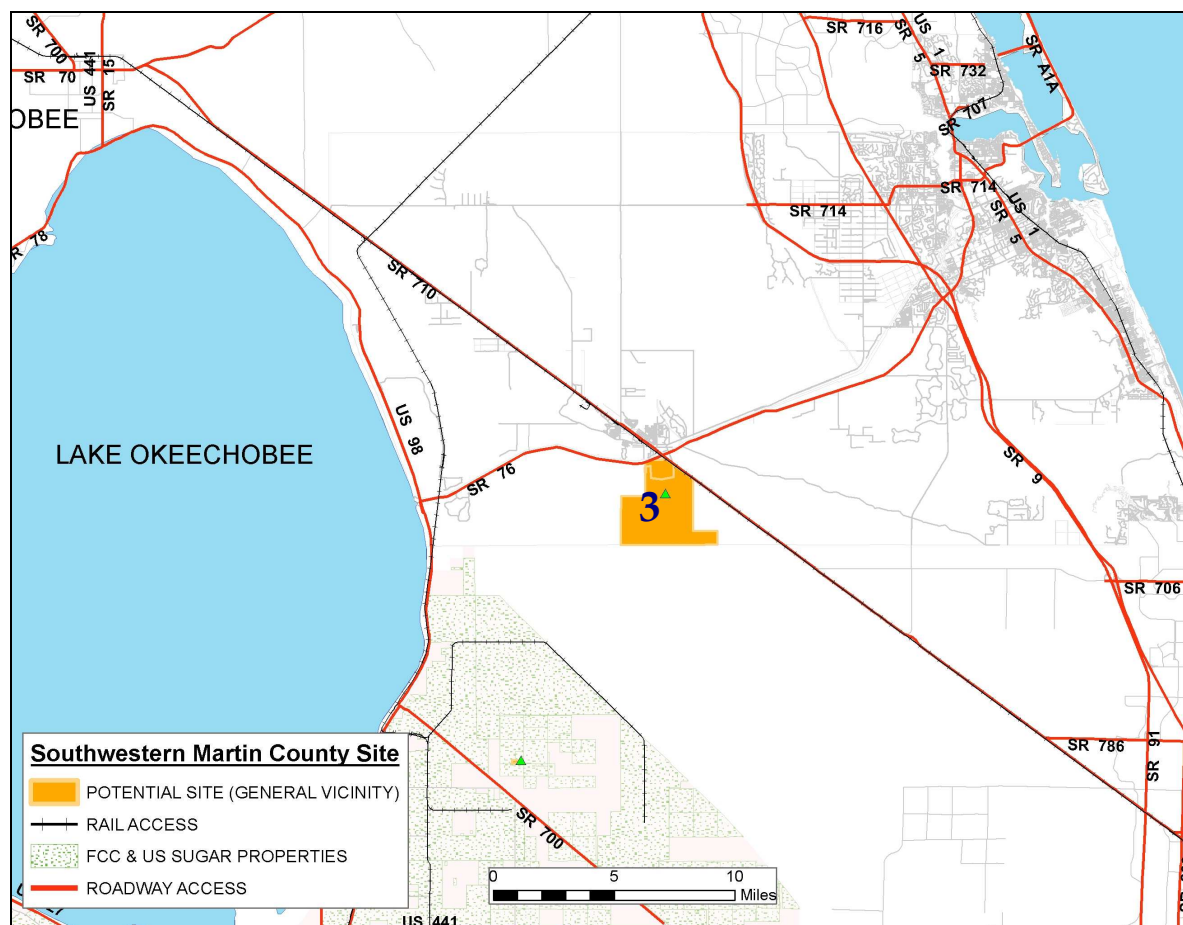 SR 700
SR 70
US 441
SR 15
OBEE
SR 716
US 1
SR 5
SR 732
SR A1A
SR 707
SR 714
SR 714
US 1
SR 5
R 78
SR 710
LAKE OKEECHOBEE
US 98
SR 76
3
SR 9
SR 706
SR 786
SR 91
SR 700
US 441
Southwestern Martin County Site
POTENTIAL SITE (GENERAL VICINITY)
RAIL ACCESS
FCC & US SUGAR PROPERTIES
ROADWAY ACCESS
0 5 10
Miles